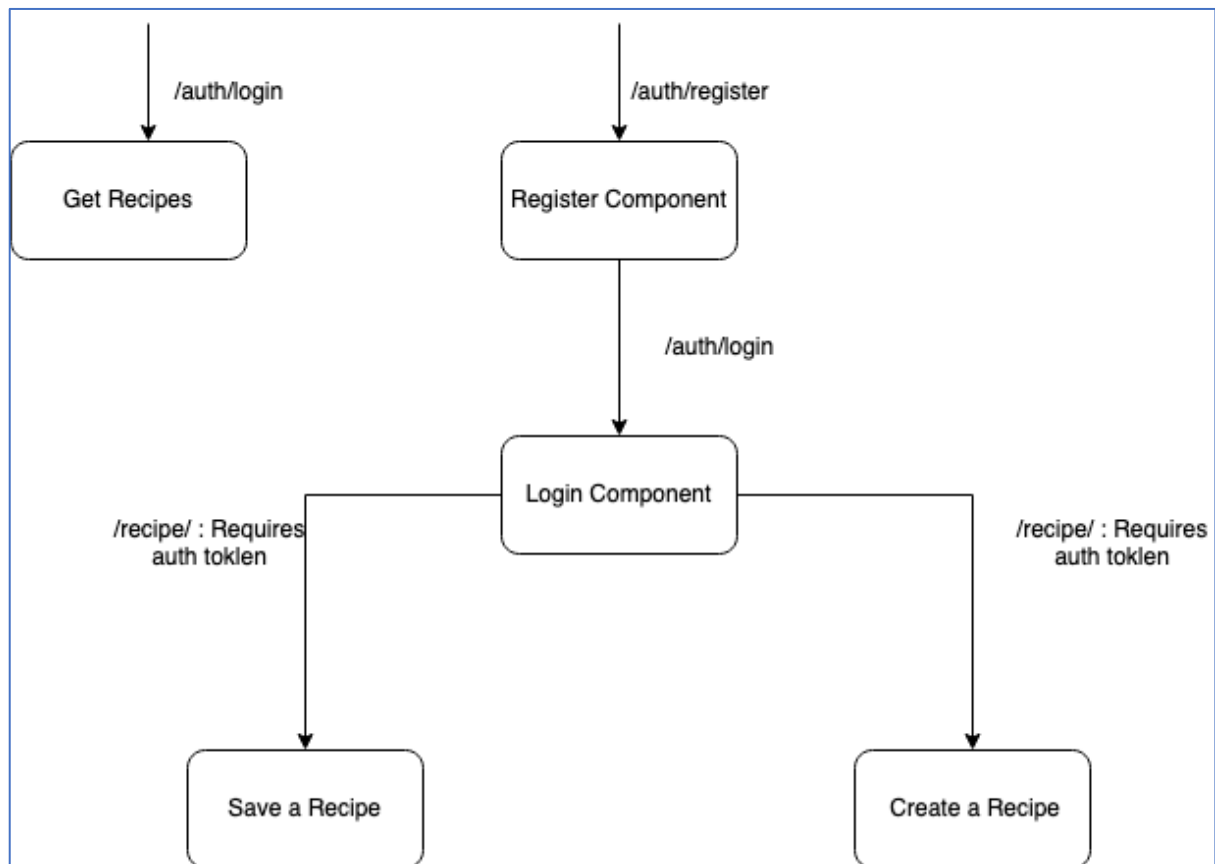 /auth/login
/auth/register
Get Recipes
Register Component
/auth/login
Login Component
/recipe/ : Requires
auth toklen
/recipe/ : Requires
auth toklen
Save a Recipe
Create a Recipe